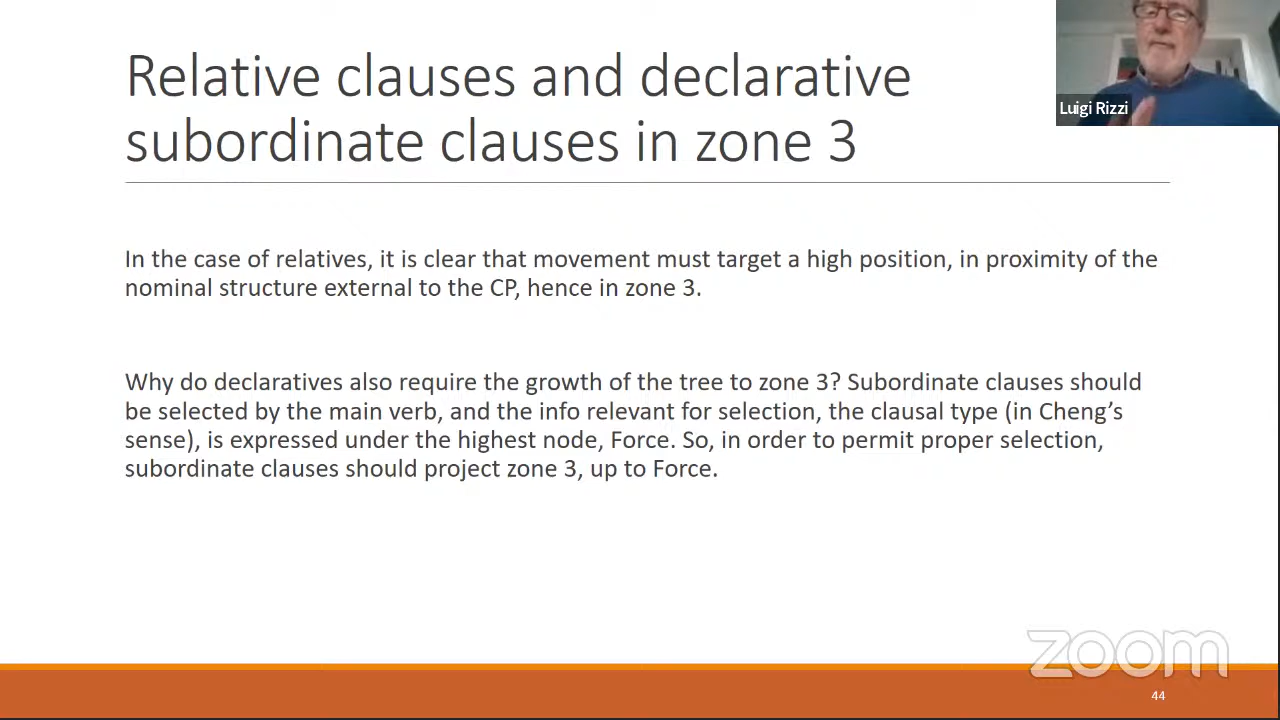 Relative clauses and declarative
subordinate clauses in zone 3
Luigi Rizzi
In the case of relatives, it is clear that movement must target a high position, in proximity of the
nominal structure external to the CP, hence in zone 3.
Why do declaratives also require the growth of the tree to zone 3? Subordinate clauses should
be selected by the main verb, and the info relevant for selection, the clausal type (in Cheng’s
sense), is expressed under the highest node, Force. So, in order to permit proper selection,
subordinate clauses should project zone 3, up to Force.
zoom
44